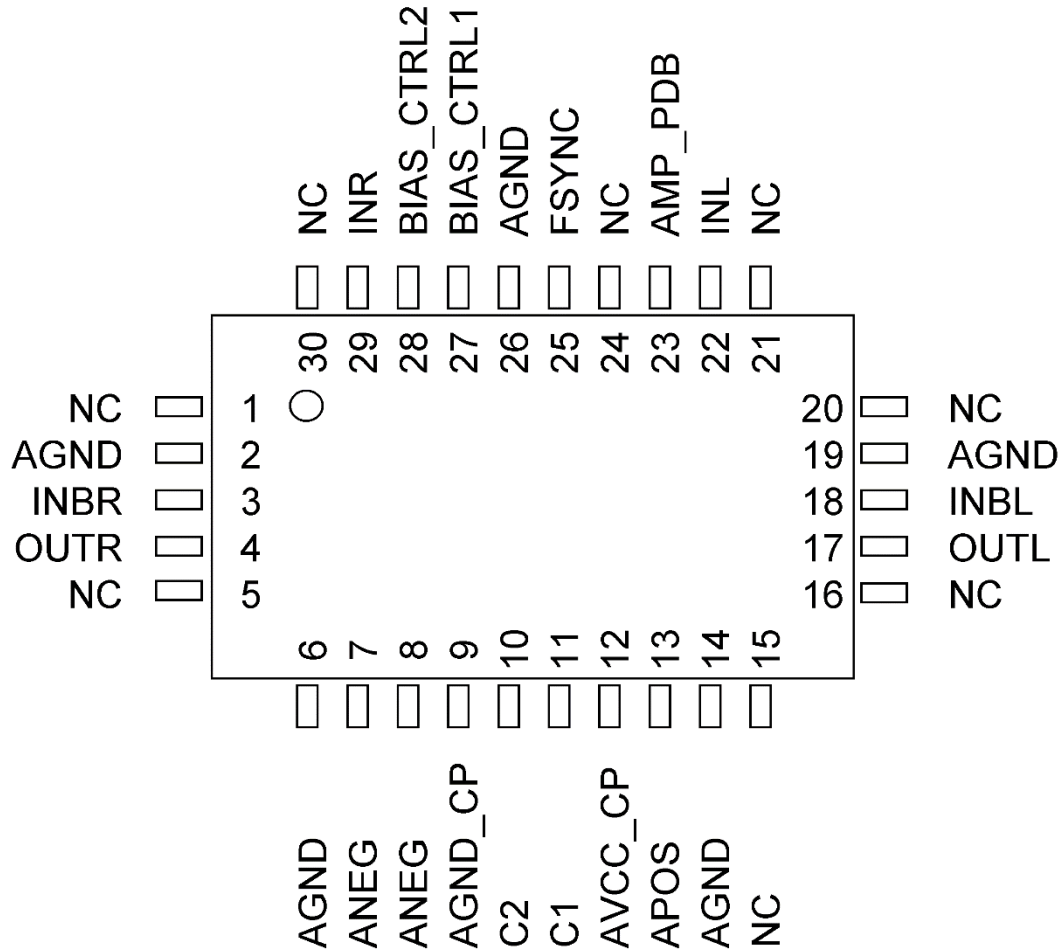 NC
INR
BIAS_CTRL2
BIAS_CTRL1
AGND
FSYNC
NC
AMP_PDB
INL
NC
30 29 28 27 26 25 24 23 22 21
NC 1 20 NC
AGND 2 19 AGND
INBR 3 18 INBL
OUTR 4 17 OUTL
NC 5 16 NC
6 7 8 9 10 11 12 13 14 15
AGND
ANEG
ANEG
AGND_CP
C2
C1
AVCC_CP
APOS
AGND
NC